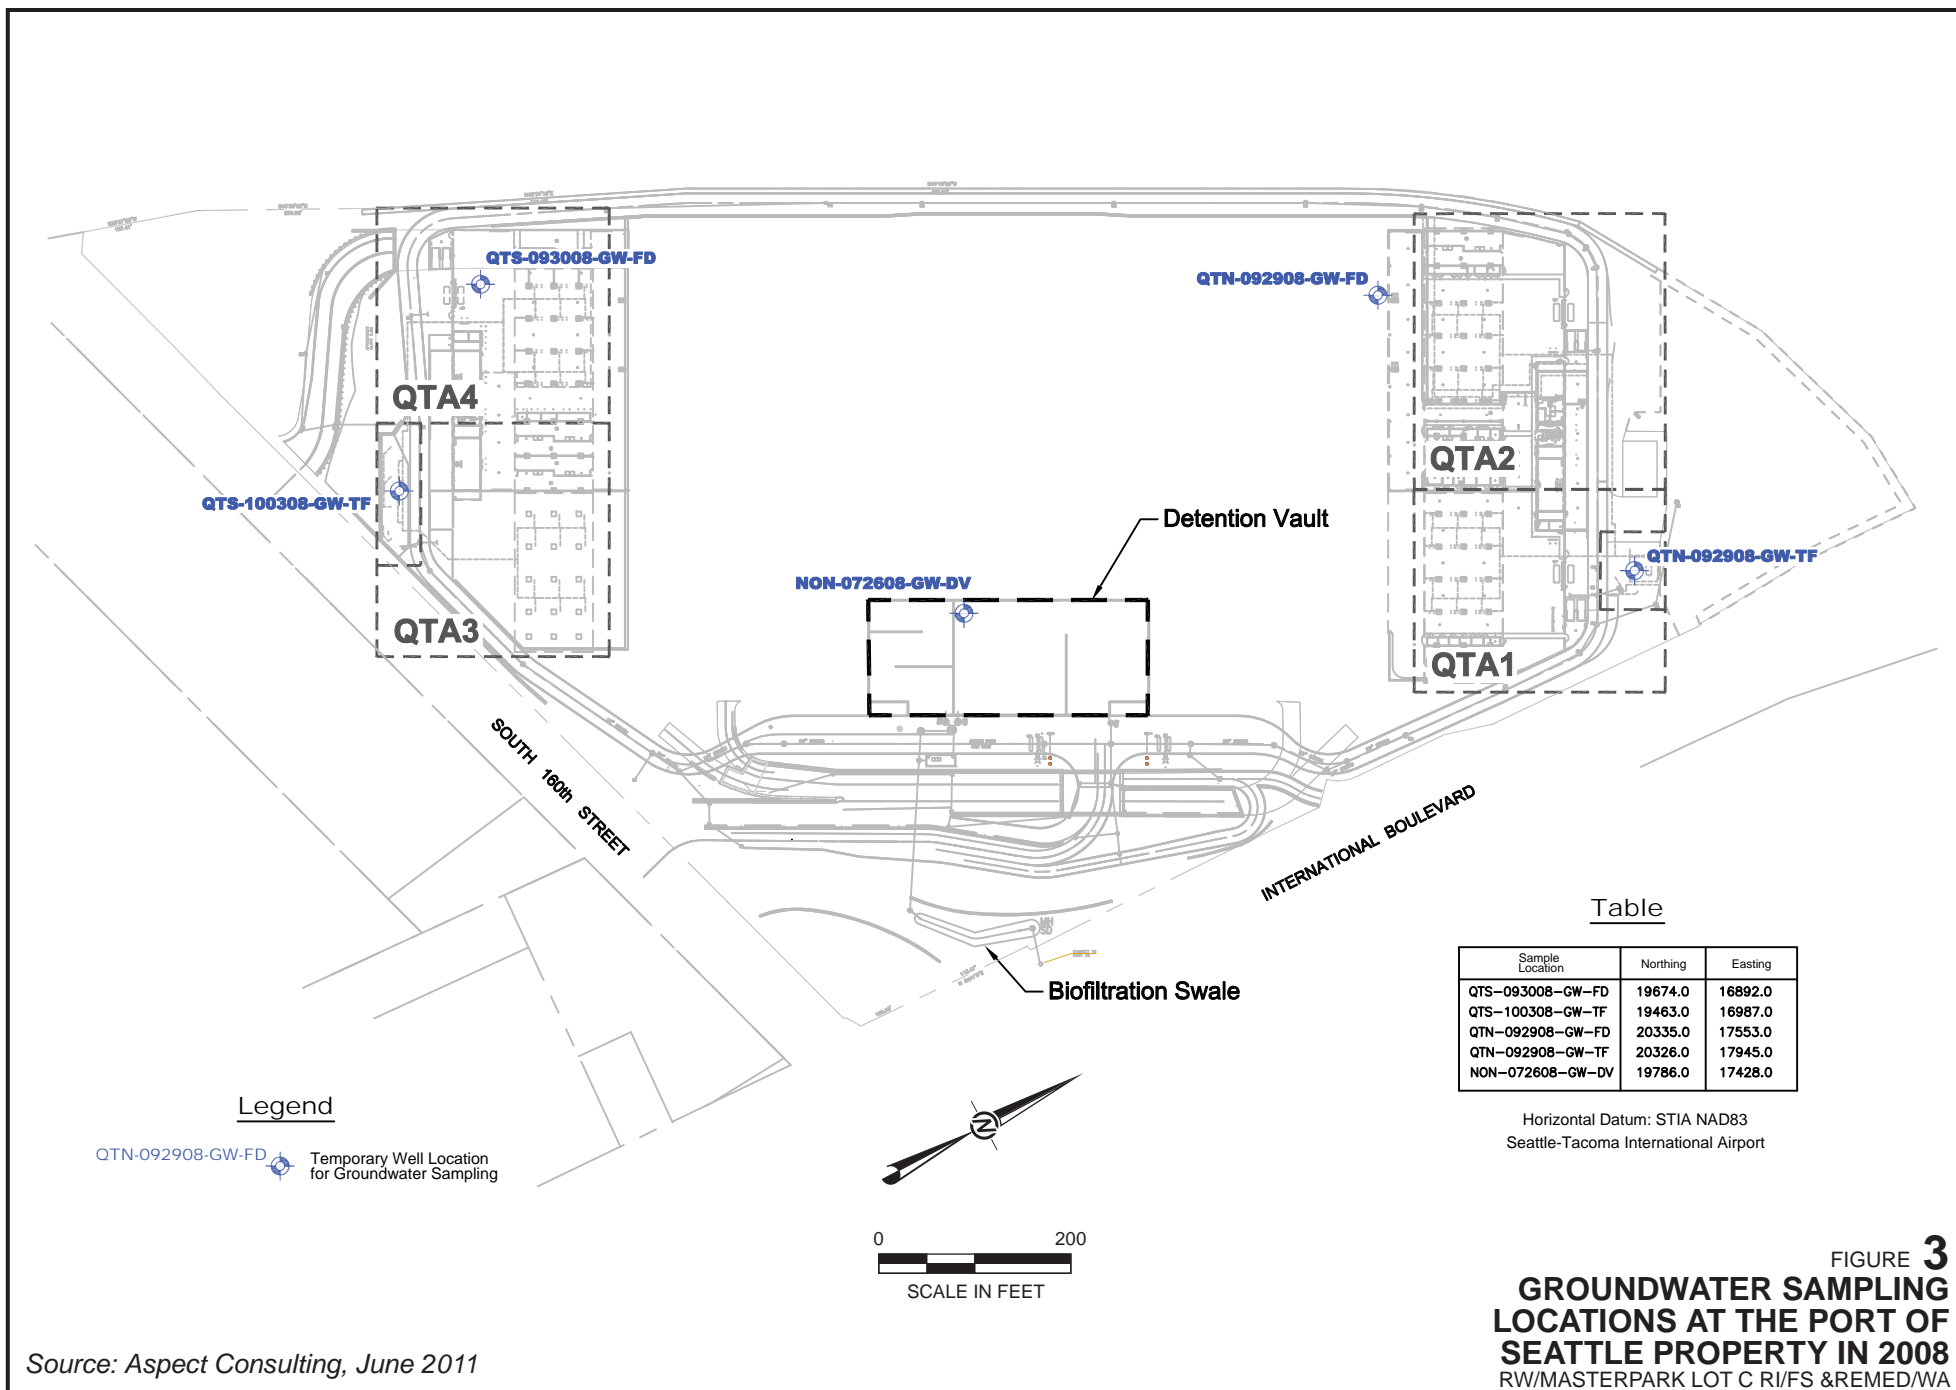 QTS-093008-GW-FD
QTN-092908-GW-FD
QTA4
QTA2
QTS-100308-GW-TF
Detention Vault
QTN-092908-GW-TF
NON-072608-GW-DV
QTA3
QTA1
SOUTH 160th STREET
INTERNATIONAL BOULEVARD
MH
SD
Biofiltration Swale
Table
Sample Location Northing Easting
QTS-093008-GW-FD 19674.0 16892.0
QTS-100308-GW-TF 19463.0 16987.0
QTN-092908-GW-FD 20335.0 17553.0
QTN-092908-GW-TF 20326.0 17945.0
NON-072608-GW-DV 19786.0 17428.0
Horizontal Datum: STIA NAD83
Seattle-Tacoma International Airport
Legend
QTN-092908-GW-FD
Temporary Well Location
for Groundwater Sampling
N
0 200
SCALE IN FEET
FIGURE 3
GROUNDWATER SAMPLING
LOCATIONS AT THE PORT OF
SEATTLE PROPERTY IN 2008
RW/MASTERPARK LOT C RI/FS &REMED/WA
Source: Aspect Consulting, June 2011